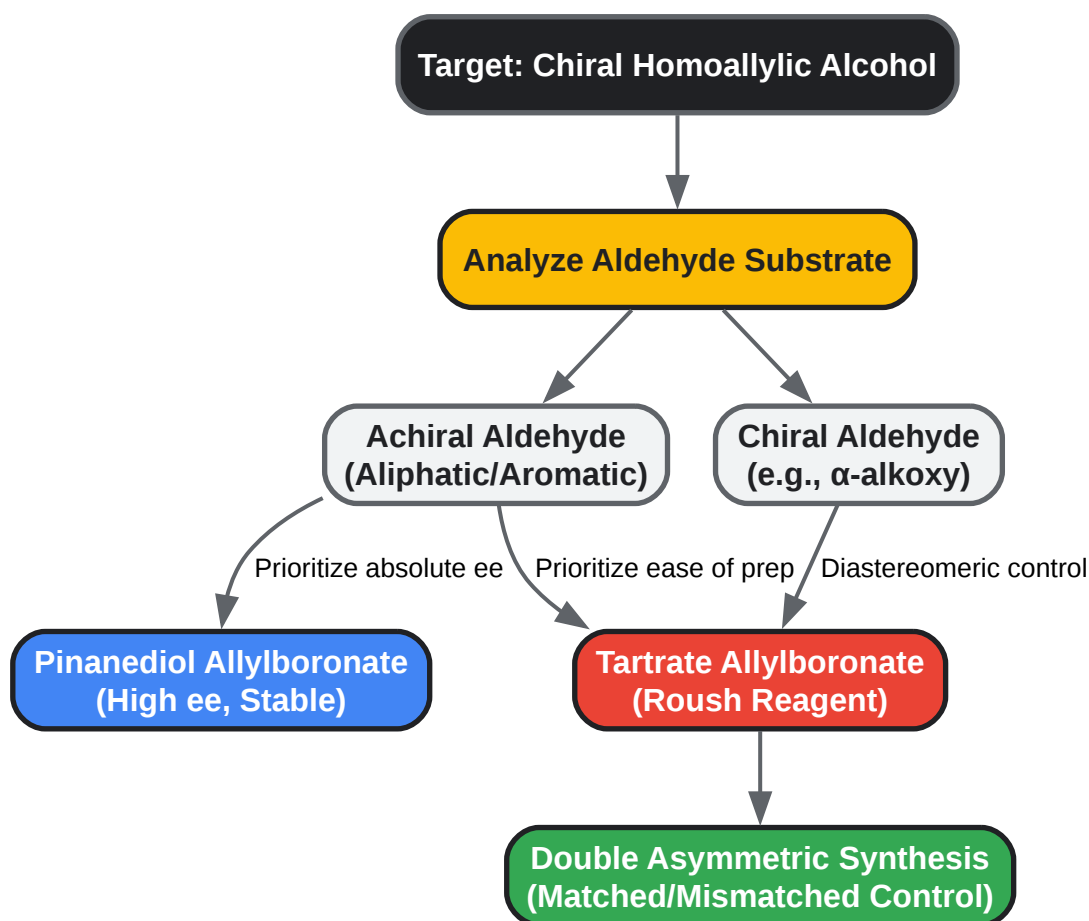 Target: Chiral Homoallylic Alcohol
Analyze Aldehyde Substrate
Achiral Aldehyde
(Aliphatic/Aromatic)
Chiral Aldehyde
(e.g., α-alkoxy)
Prioritize absolute ee
Prioritize ease of prep
Diastereomeric control
Pinanediol Allylboronate
(High ee, Stable)
Tartrate Allylboronate
(Roush Reagent)
Double Asymmetric Synthesis
(Matched/Mismatched Control)